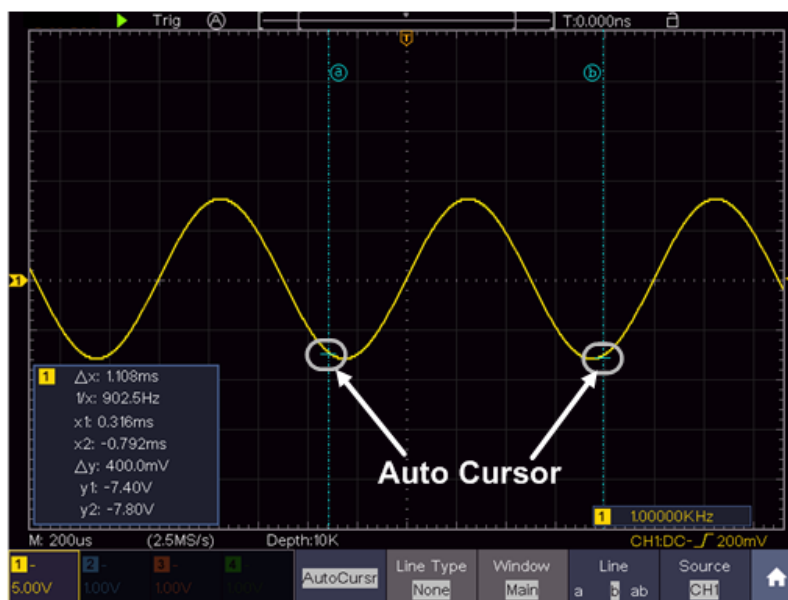 Trig A T:0.000ns
T
a b
1
1 Δx: 1.108ms
1/x: 902.5Hz
x1: 0.316ms
x2: -0.792ms
Δy: 400.0mV
y1: -7.40V
y2: -7.80V
Auto Cursor
1 1.00000KHz
M: 200us (2.5MS/s) Depth:10K CH1:DC- 200mV
1 - 2 - 3 - 4 -
5.00V 1.00V 1.00V 1.00V
AutoCursr
Line Type Window Line Source
None Main a b ab CH1